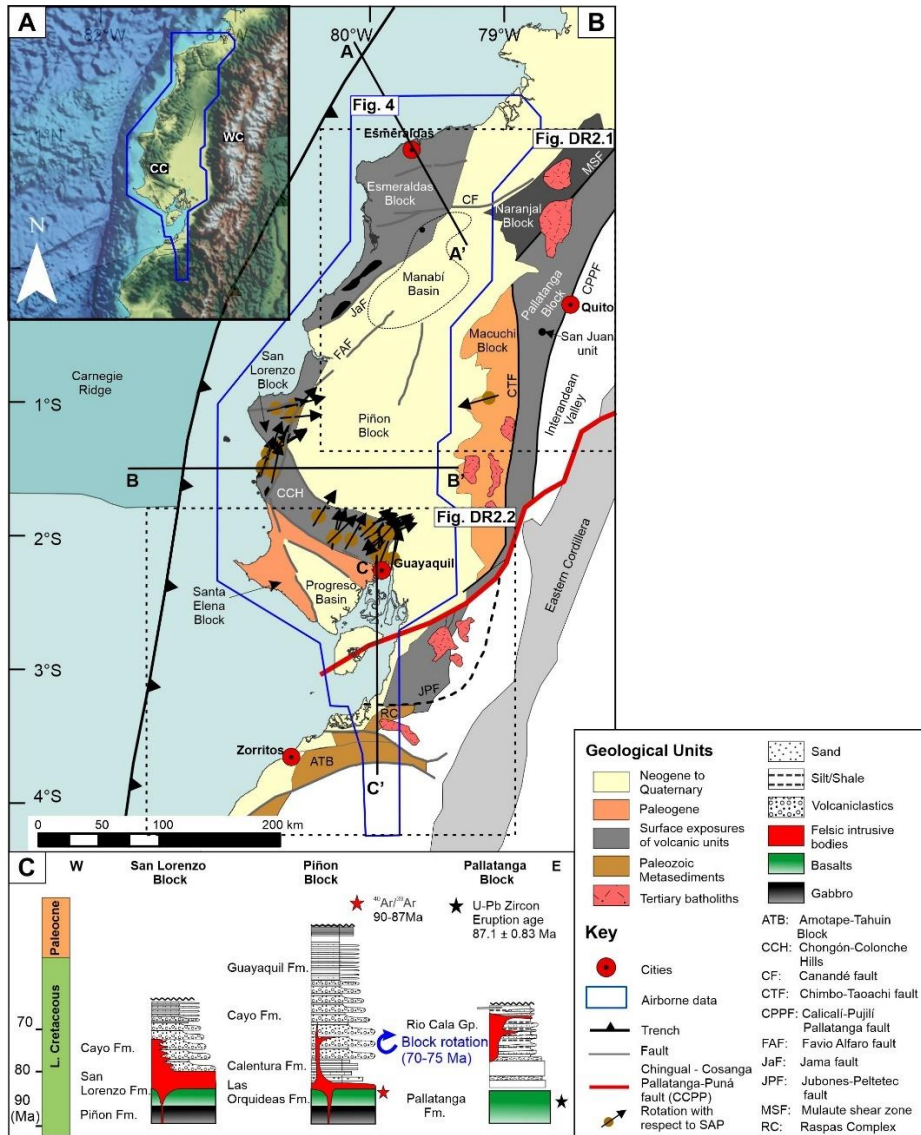 A
82°W
81°W
1°N
WC
CC
N
80°W
79°W
B
A
Fig. 4
Esmeraldas
Fig. DR2.1
MSF
Esmeraldas
Block
CF
Naranjal
Block
A'
Manabí
Basin
Pallatanga
Block
CPPF
Quito
JaF
San Juan
unit
Macuchi
Block
FAF
San
Lorenzo
Block
CTF
Interandean
Valley
Carnegie
Ridge
1°S
Piñon
Block
B
B'
CCH
Fig. DR2.2
2°S
C
Guayaquil
Eastern Cordillera
Santa
Elena
Block
Progreso
Basin
3°S
JPF
RC
Zorritos
ATB
C'
4°S
0 50 100 200 km
Geological Units
Neogene to
Quaternary
Paleogene
Surface exposures
of volcanic units
Paleozoic
Metasediments
Tertiary batholiths
Sand
Silt/Shale
Volcaniclastics
Felsic intrusive
bodies
Basalts
Gabbro
Key
Cities
Airborne data
Trench
Fault
Chingual - Cosanga
Pallatanga-Puná
fault (CCPP)
Rotation with
respect to SAP
ATB: Amotape-Tahuin
Block
CCH: Chongón-Colonche
Hills
CF: Canandé fault
CTF: Chimbo-Taoachi fault
CPPF: Calicalí-Pujilí
Pallatanga fault
FAF: Favio Alfaro fault
JaF: Jama fault
JPF: Jubones-Peltetec
fault
MSF: Mulaute shear zone
RC: Raspas Complex
C
W
San Lorenzo
Block
Piñon
Block
Pallatanga
Block
E
40Ar/39Ar
90-87Ma
U-Pb Zircon
Eruption age
87.1 ± 0.83 Ma
Paleocne
L. Cretaceous
70
80
90
(Ma)
Cayo Fm.
San
Lorenzo Fm.
Piñon Fm.
Guayaquil Fm.
Cayo Fm.
Calentura Fm.
Las
Orquideas Fm.
Rio Cala Gp.
Block rotation
(70-75 Ma)
Pallatanga
Fm.